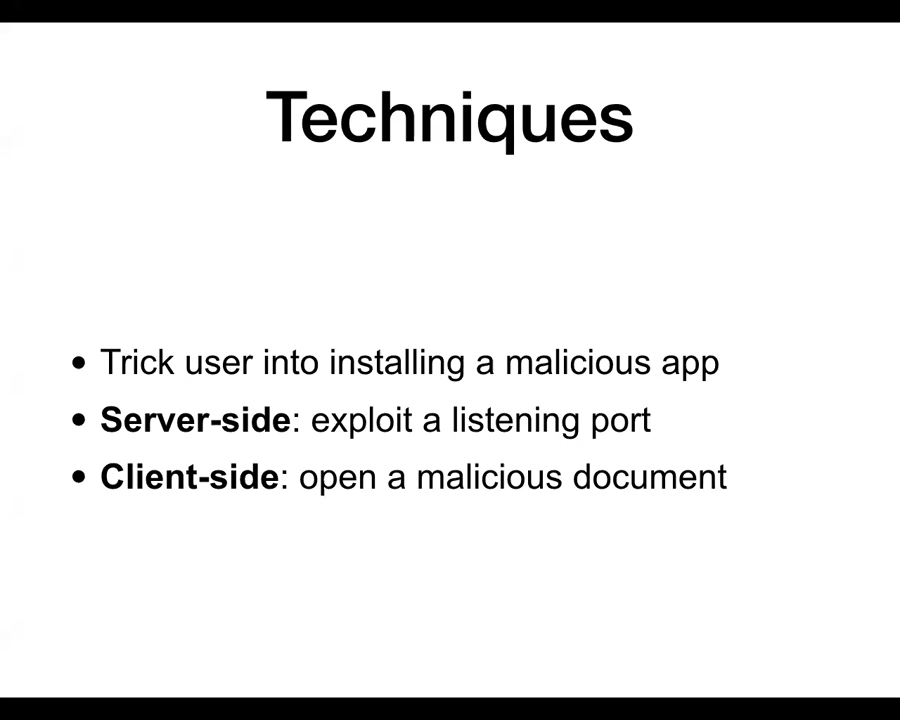 Techniques
• Trick user into installing a malicious app
• Server-side: exploit a listening port
• Client-side: open a malicious document